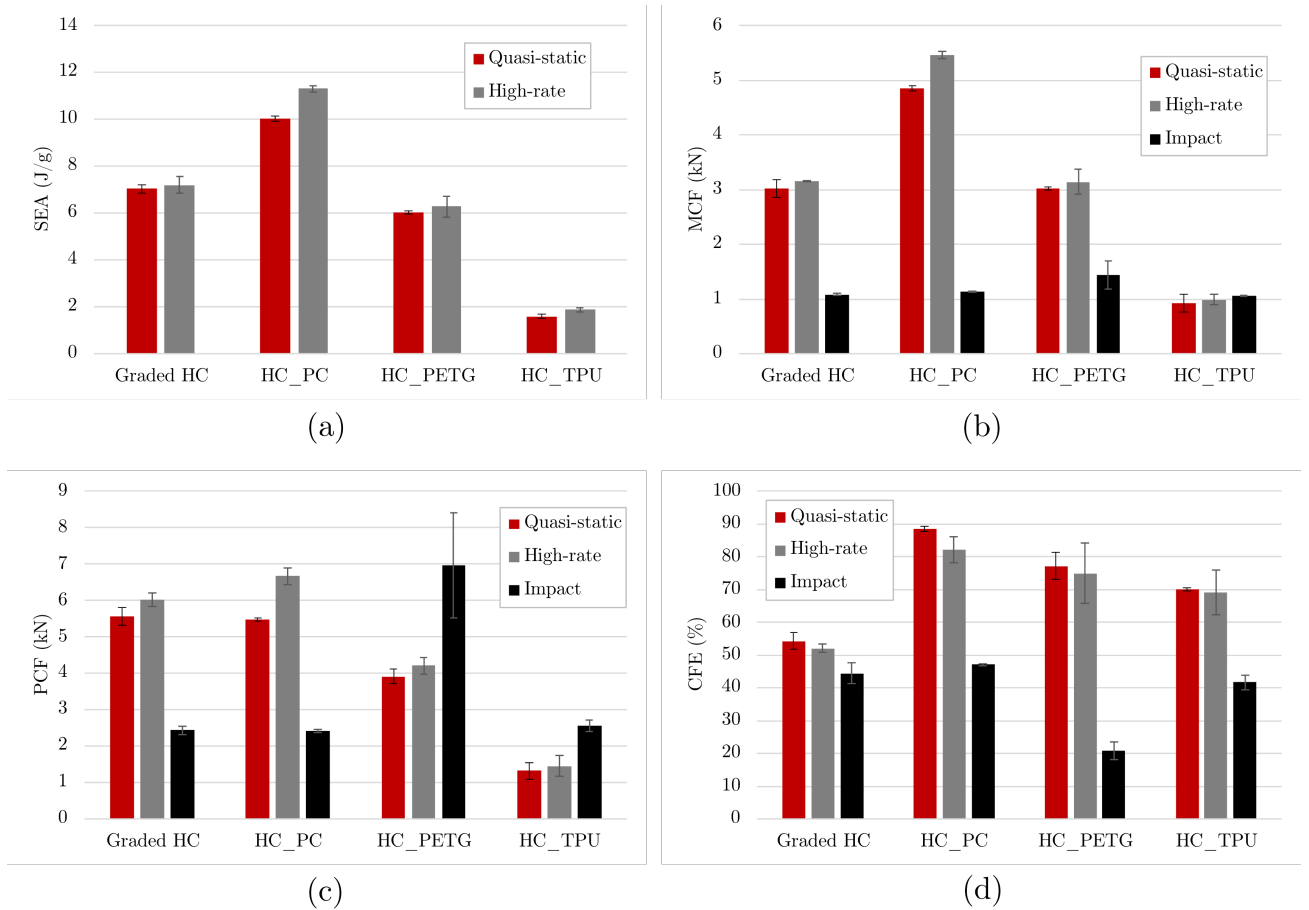 14
12
10
8
6
4
2
0
SEA (J/g)
Quasi-static
High-rate
Graded HC HC_PC HC_PETG HC_TPU
(a)
6
5
4
3
2
1
0
MCF (kN)
Quasi-static
High-rate
Impact
Graded HC HC_PC HC_PETG HC_TPU
(b)
9
8
7
6
5
4
3
2
1
0
PCF (kN)
Quasi-static
High-rate
Impact
Graded HC HC_PC HC_PETG HC_TPU
(c)
100
90
80
70
60
50
40
30
20
10
0
CFE (%)
Quasi-static
High-rate
Impact
Graded HC HC_PC HC_PETG HC_TPU
(d)